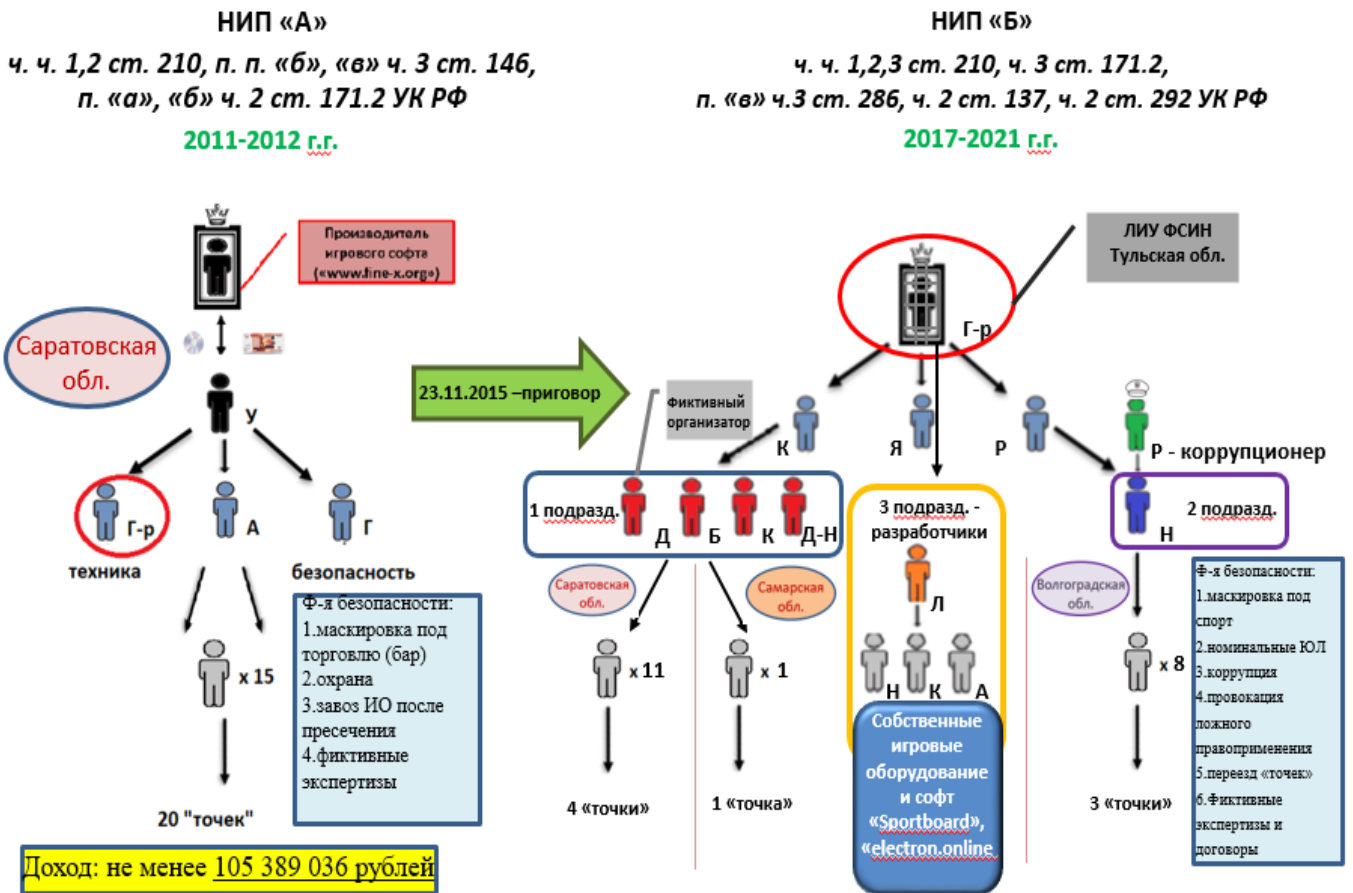 НИП «А»
ч. ч. 1,2 ст. 210, п. п. «б», «в» ч. 3 ст. 146,
п. «а», «б» ч. 2 ст. 171.2 УК РФ
2011-2012 г.г.
Производитель
игрового софта
(«www.line-x.org»)
Саратовская
обл.
У
Г-р
А
Г
техника
безопасность
Ф-я безопасности:
1.маскировка под
торговлю (бар)
2.охрана
3.завоз ИО после
пресечения
4.фиктивные
экспертизы
х 15
20 "точек"
Доход: не менее 105 389 036 рублей
23.11.2015 –приговор
НИП «Б»
ч. ч. 1,2,3 ст. 210, ч. 3 ст. 171.2,
п. «в» ч.3 ст. 286, ч. 2 ст. 137, ч. 2 ст. 292 УК РФ
2017-2021 г.г.
ЛИУ ФСИН
Тульская обл.
Г-р
Фиктивный
организатор
К
Я
Р
Р - коррупционер
1 подразд.
Д
Б
К
Д-Н
3 подразд. -
разработчики
Л
Н
К
А
Собственные
игровые
оборудование
и софт
«Sportboard»,
«electron.online
2 подразд.
Н
Саратовская
обл.
Самарская
обл.
Волгоградская
обл.
х 11
х 1
х 8
4 «точки»
1 «точка»
3 «точки»
Ф-я безопасности:
1.маскировка под
спорт
2.номинальные ЮЛ
3.коррупция
4.провокация
ложного
правоприменения
5.переезд «точек»
6.Фиктивные
экспертизы и
договоры